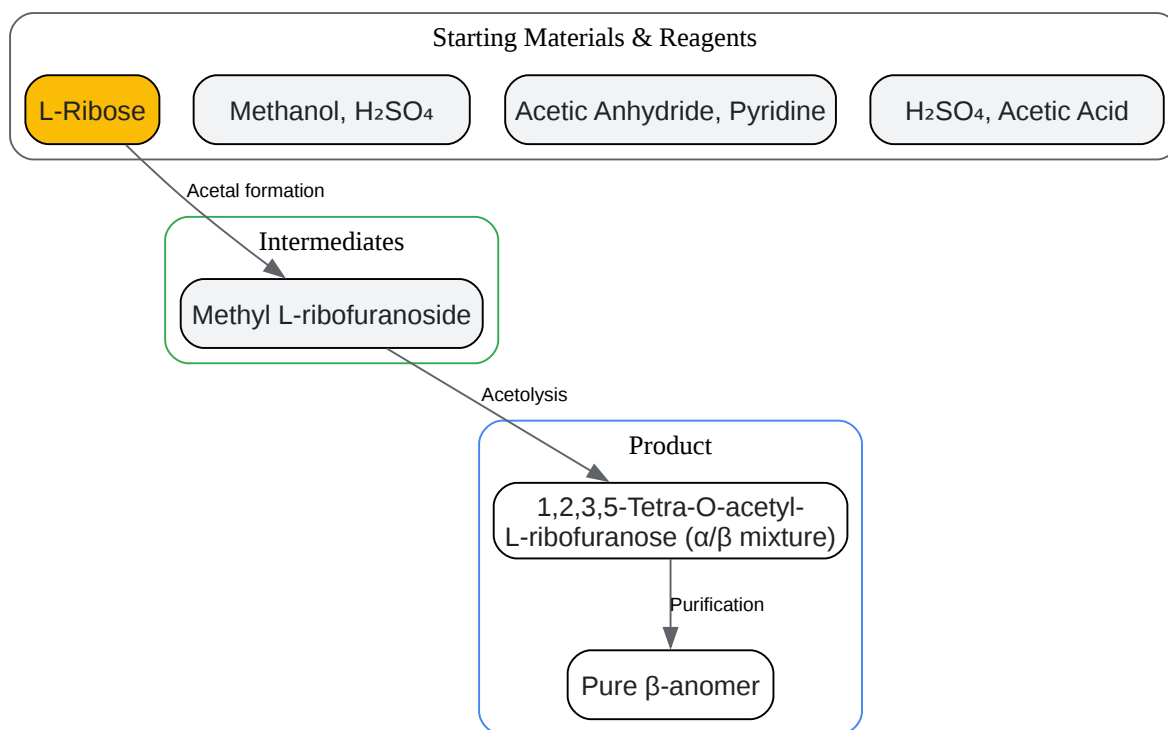 Starting Materials & Reagents
L-Ribose
Methanol, H₂SO₄
Acetic Anhydride, Pyridine
H₂SO₄, Acetic Acid
Acetal formation
Intermediates
Methyl L-ribofuranoside
Acetolysis
Product
1,2,3,5-Tetra-O-acetyl-
L-ribofuranose (α/β mixture)
Purification
Pure β-anomer